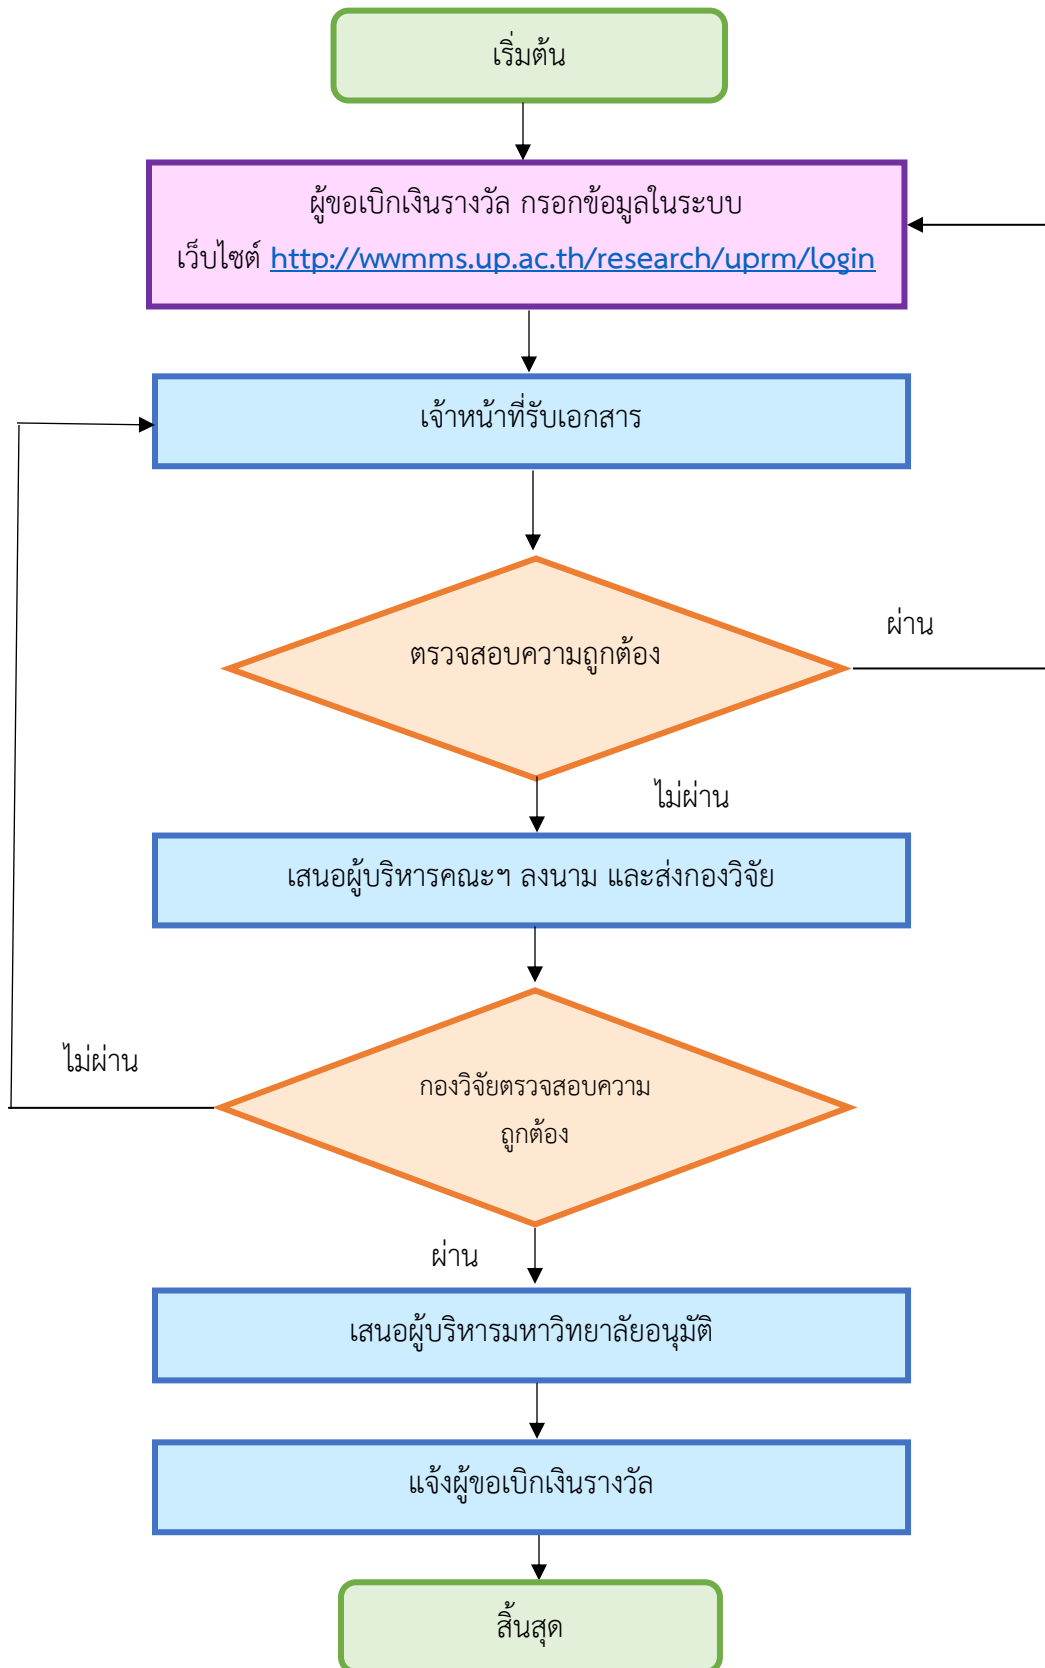 เริ่มต้น
ผู้ขอเบิกเงินรางวัล กรอกข้อมูลในระบบ
เว็บไซต์ http://wwmms.up.ac.th/research/uprm/login
เจ้าหน้าที่รับเอกสาร
ตรวจสอบความถูกต้อง
ผ่าน
ไม่ผ่าน
เสนอผู้บริหารคณะฯ ลงนาม และส่งกองวิจัย
ไม่ผ่าน
กองวิจัยตรวจสอบความ
ถูกต้อง
ผ่าน
เสนอผู้บริหารมหาวิทยาลัยอนุมัติ
แจ้งผู้ขอเบิกเงินรางวัล
สิ้นสุด